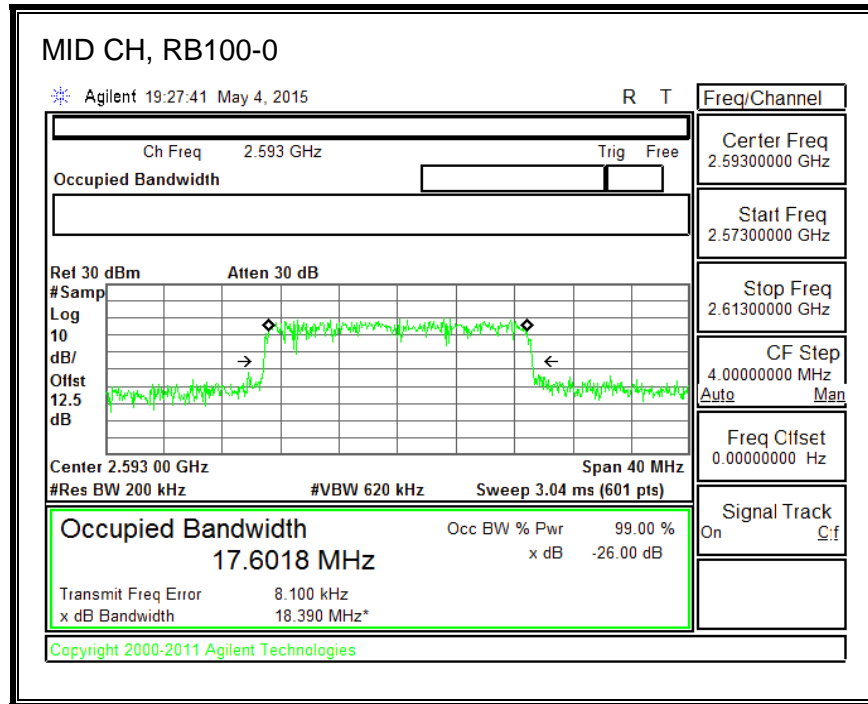 MID CH, RB100-0
Agilent 19:27:41 May 4, 2015 R T
Ch Freq 2.593 GHz Trig Free
Occupied Bandwidth
Ref 30 dBm Atten 30 dB
#Samp
Log
10
dB/
Offst
12.5
dB
Center 2.593 00 GHz Span 40 MHz
#Res BW 200 kHz #VBW 620 kHz Sweep 3.04 ms (601 pts)
Occupied Bandwidth
17.6018 MHz
Occ BW % Pwr 99.00 %
x dB -26.00 dB
Transmit Freq Error 8.100 kHz
x dB Bandwidth 18.390 MHz*
Copyright 2000-2011 Agilent Technologies
Freq/Channel
Center Freq
2.59300000 GHz
Start Freq
2.57300000 GHz
Stop Freq
2.61300000 GHz
CF Step
4.00000000 MHz
Auto Man
Freq Offset
0.00000000 Hz
Signal Track
On Off